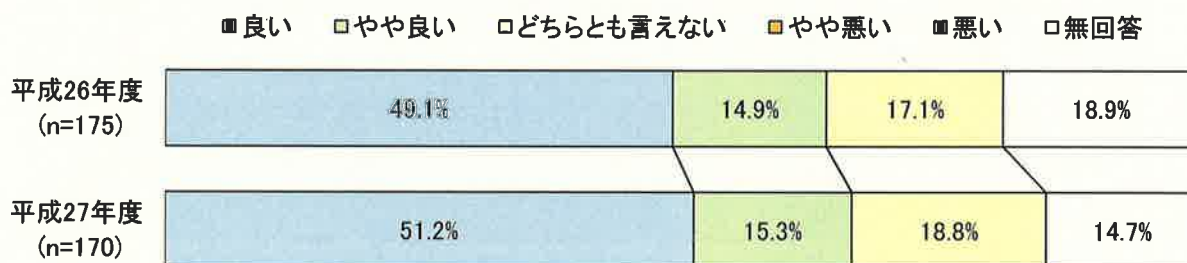 ■良い □やや良い □どちらとも言えない ■やや悪い ■悪い □無回答
平成26年度
(n=175)
49.1% 14.9% 17.1% 18.9%
平成27年度
(n=170)
51.2% 15.3% 18.8% 14.7%